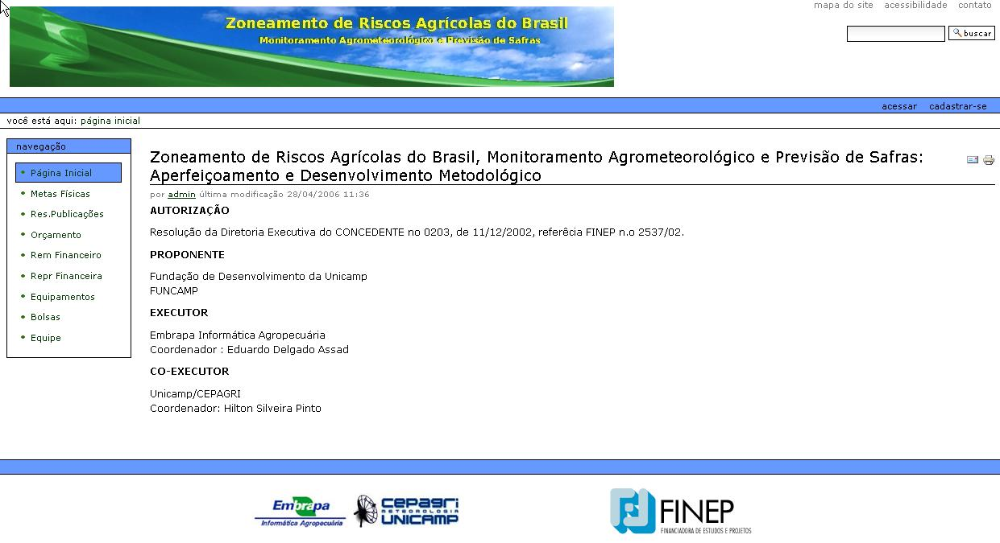 mapa do site acessibilidade contato
Zoneamento de Riscos Agrícolas do Brasil
Monitoramento Agrometeorológico e Previsão de Safras
buscar
acessar cadastrar-se
você está aqui: página inicial
navegação
Página Inicial
Metas Físicas
Res.Publicações
Orçamento
Rem Financeiro
Repr Financeira
Equipamentos
Bolsas
Equipe
Zoneamento de Riscos Agrícolas do Brasil, Monitoramento Agrometeorológico e Previsão de Safras:
Aperfeiçoamento e Desenvolvimento Metodológico
por admin última modificação 28/04/2006 11:36
AUTORIZAÇÃO
Resolução da Diretoria Executiva do CONCEDENTE no 0203, de 11/12/2002, referêcia FINEP n.o 2537/02.
PROPONENTE
Fundação de Desenvolvimento da Unicamp
FUNCAMP
EXECUTOR
Embrapa Informática Agropecuária
Coordenador : Eduardo Delgado Assad
CO-EXECUTOR
Unicamp/CEPAGRI
Coordenador: Hilton Silveira Pinto
Embrapa
Informática Agropecuária
cepagri
METEOROLOGIA
UNICAMP
FINEP
FINANCIADORA DE ESTUDOS E PROJETOS